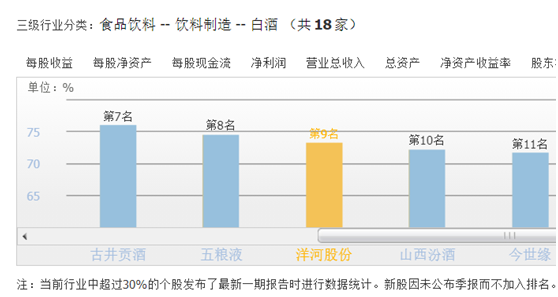 三级行业分类：食品饮料 -- 饮料制造 -- 白酒 （共 18 家）
每股收益 每股净资产 每股现金流 净利润 营业总收入 总资产 净资产收益率 股东
单位：%
第7名
第8名
第9名
第10名
第11名
75
70
65
古井贡酒 五粮液 洋河股份 山西汾酒 今世缘
注：当前行业中超过30%的个股发布了最新一期报告时进行数据统计。新股因未公布季报而不加入排名。